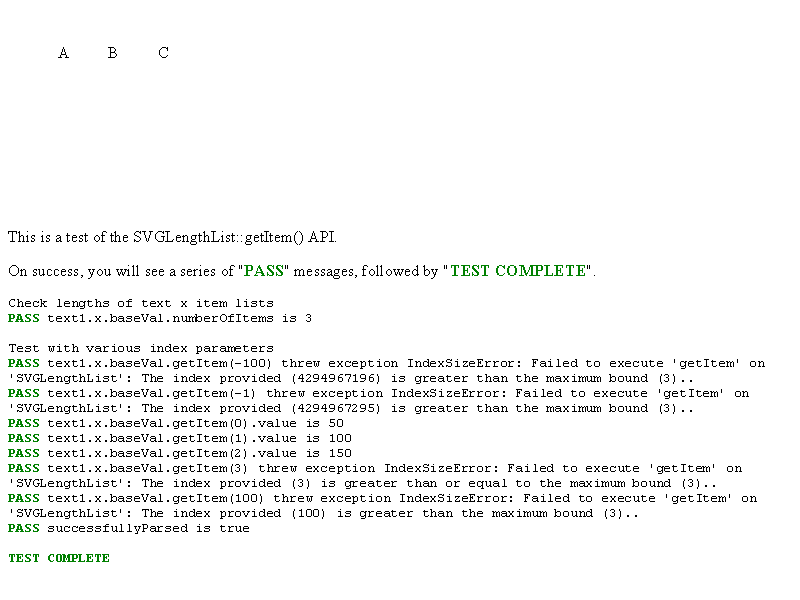 A B C
This is a test of the SVGLengthList::getItem() API.
On success, you will see a series of "PASS" messages, followed by "TEST COMPLETE".
Check lengths of text x item lists
PASS text1.x.baseVal.numberOfItems is 3
Test with various index parameters
PASS text1.x.baseVal.getItem(-100) threw exception IndexSizeError: Failed to execute 'getItem' on
'SVGLengthList': The index provided (4294967196) is greater than the maximum bound (3)..
PASS text1.x.baseVal.getItem(-1) threw exception IndexSizeError: Failed to execute 'getItem' on
'SVGLengthList': The index provided (4294967295) is greater than the maximum bound (3)..
PASS text1.x.baseVal.getItem(0).value is 50
PASS text1.x.baseVal.getItem(1).value is 100
PASS text1.x.baseVal.getItem(2).value is 150
PASS text1.x.baseVal.getItem(3) threw exception IndexSizeError: Failed to execute 'getItem' on
'SVGLengthList': The index provided (3) is greater than or equal to the maximum bound (3)..
PASS text1.x.baseVal.getItem(100) threw exception IndexSizeError: Failed to execute 'getItem' on
'SVGLengthList': The index provided (100) is greater than the maximum bound (3)..
PASS successfullyParsed is true
TEST COMPLETE